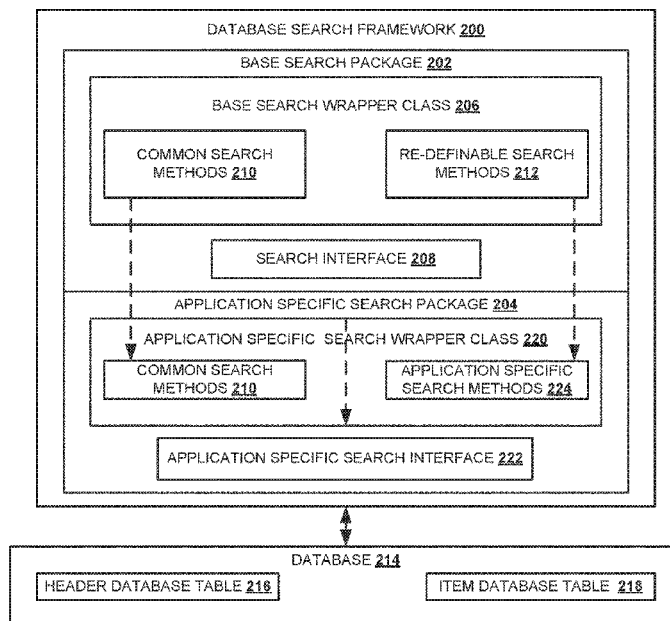 DATABASE SEARCH FRAMEWORK 200
BASE SEARCH PACKAGE 202
BASE SEARCH WRAPPER CLASS 206
COMMON SEARCH
METHODS 210
RE-DEFINABLE SEARCH
METHODS 212
SEARCH INTERFACE 208
APPLICATION SPECIFIC SEARCH PACKAGE 204
APPLICATION SPECIFIC SEARCH WRAPPER CLASS 220
COMMON SEARCH
METHODS 210
APPLICATION SPECIFIC
SEARCH METHODS 224
APPLICATION SPECIFIC SEARCH INTERFACE 222
DATABASE 214
HEADER DATABASE TABLE 216
ITEM DATABASE TABLE 218